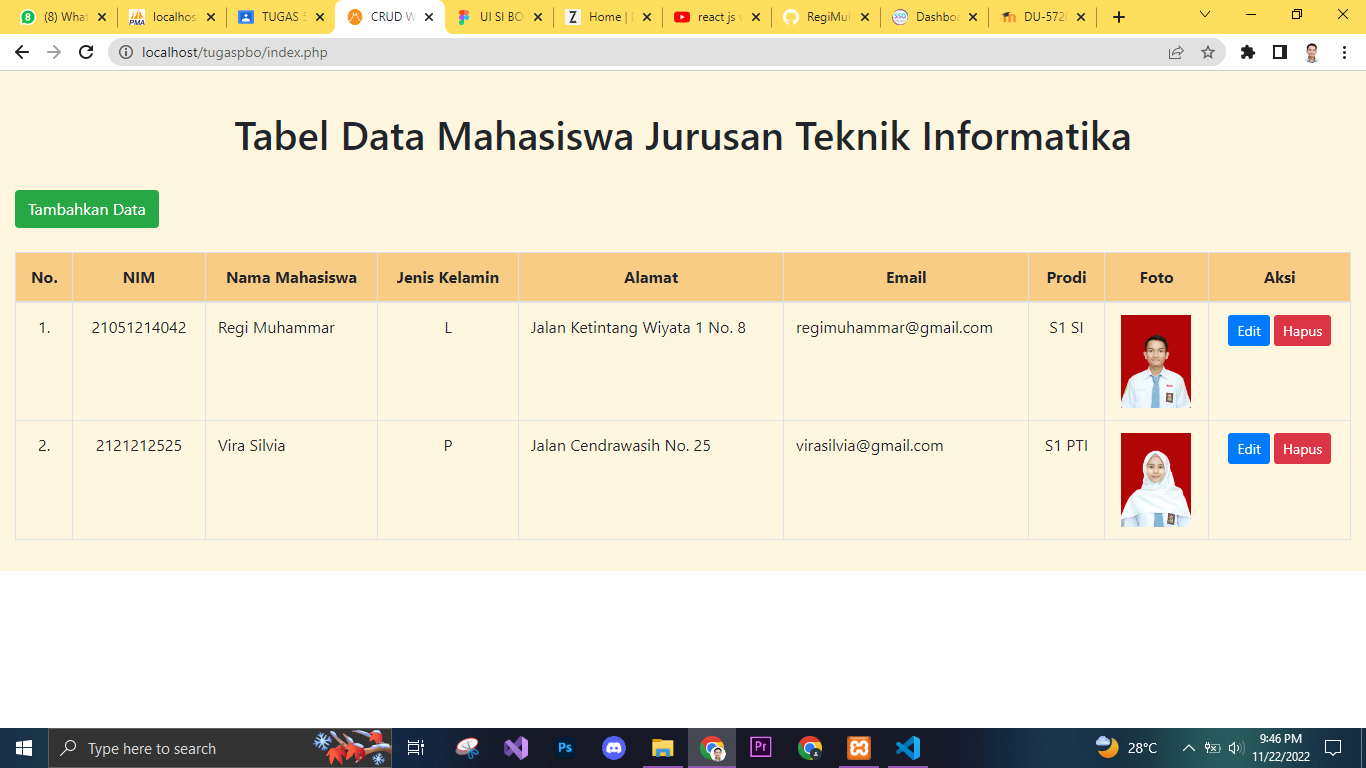 (8) What
localhos
TUGAS 5
CRUD W
UI SI BO
Home | D
react js v
RegiMuh
Dashboa
DU-5720
localhost/tugaspbo/index.php
Tabel Data Mahasiswa Jurusan Teknik Informatika
Tambahkan Data
No. NIM Nama Mahasiswa Jenis Kelamin Alamat Email Prodi Foto Aksi
1. 21051214042 Regi Muhammar L Jalan Ketintang Wiyata 1 No. 8 regimuhammar@gmail.com S1 SI Edit Hapus
2. 2121212525 Vira Silvia P Jalan Cendrawasih No. 25 virasilvia@gmail.com S1 PTI Edit Hapus
Type here to search
28°C
9:46 PM
11/22/2022